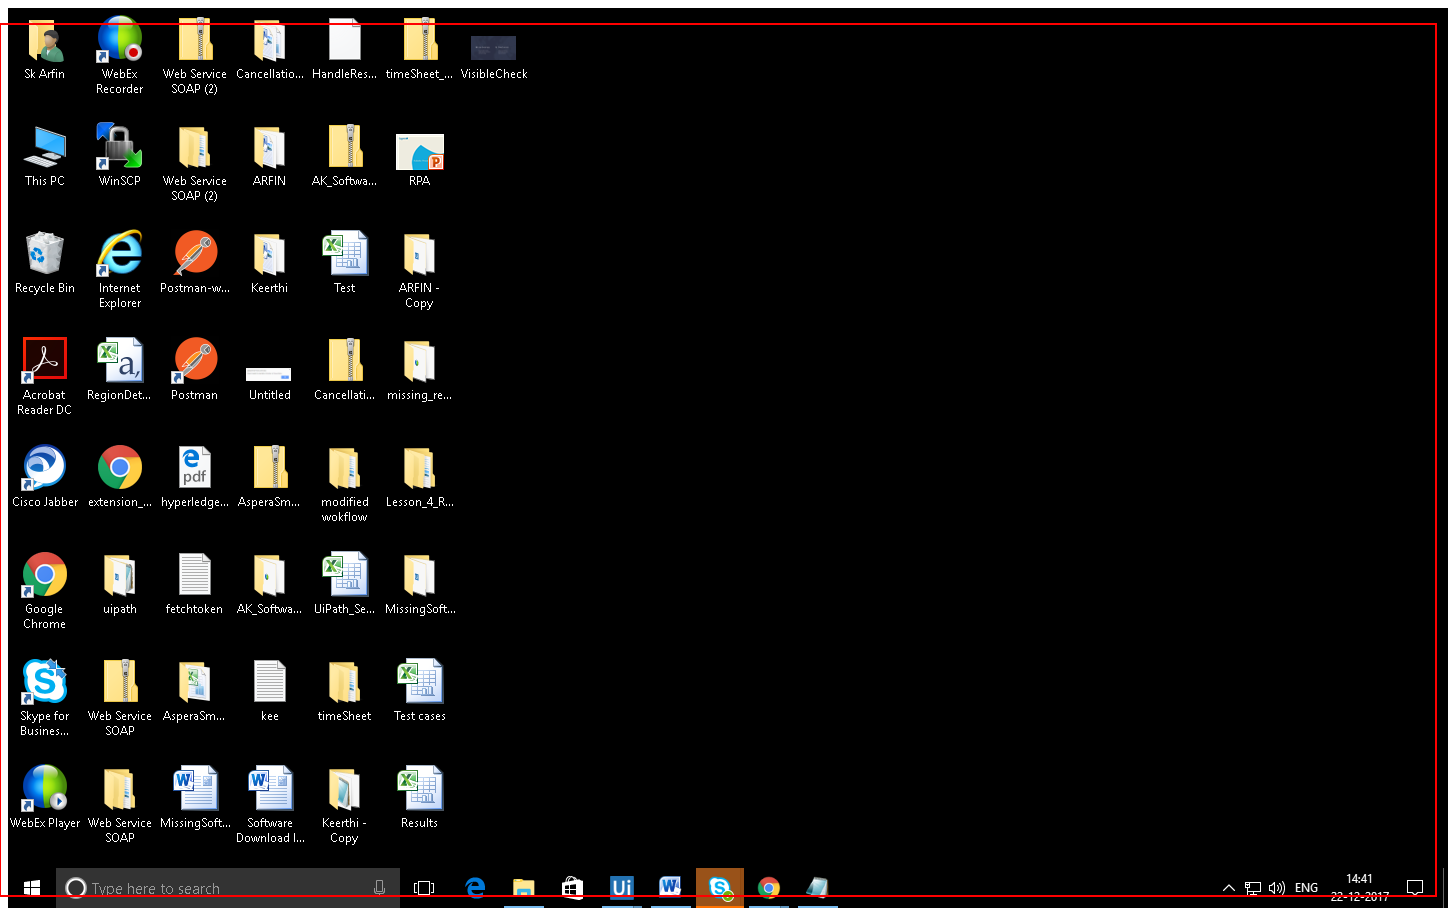 Sk Arfin
WebEx
Recorder
Web Service
SOAP (2)
Cancellatio...
HandleRes...
timeSheet_...
VisibleCheck
This PC
WinSCP
Web Service
SOAP (2)
ARFIN
AK_Softwa...
RPA
Recycle Bin
Internet
Explorer
Postman-w...
Keerthi
Test
ARFIN -
Copy
Acrobat
Reader DC
RegionDet...
Postman
Untitled
Cancellati...
missing_re...
Cisco Jabber
extension_...
pdf
hyperledge...
AsperaSm...
modified
wokflow
Lesson_4_R...
Google
Chrome
uipath
fetchtoken
AK_Softwa...
UiPath_Se...
MissingSoft...
Skype for
Busines...
Web Service
SOAP
AsperaSm...
kee
timeSheet
Test cases
WebEx Player
Web Service
SOAP
MissingSoft...
Software
Download I...
Keerthi -
Copy
Results
Type here to search
Ui
ENG
14:41
22-12-2017